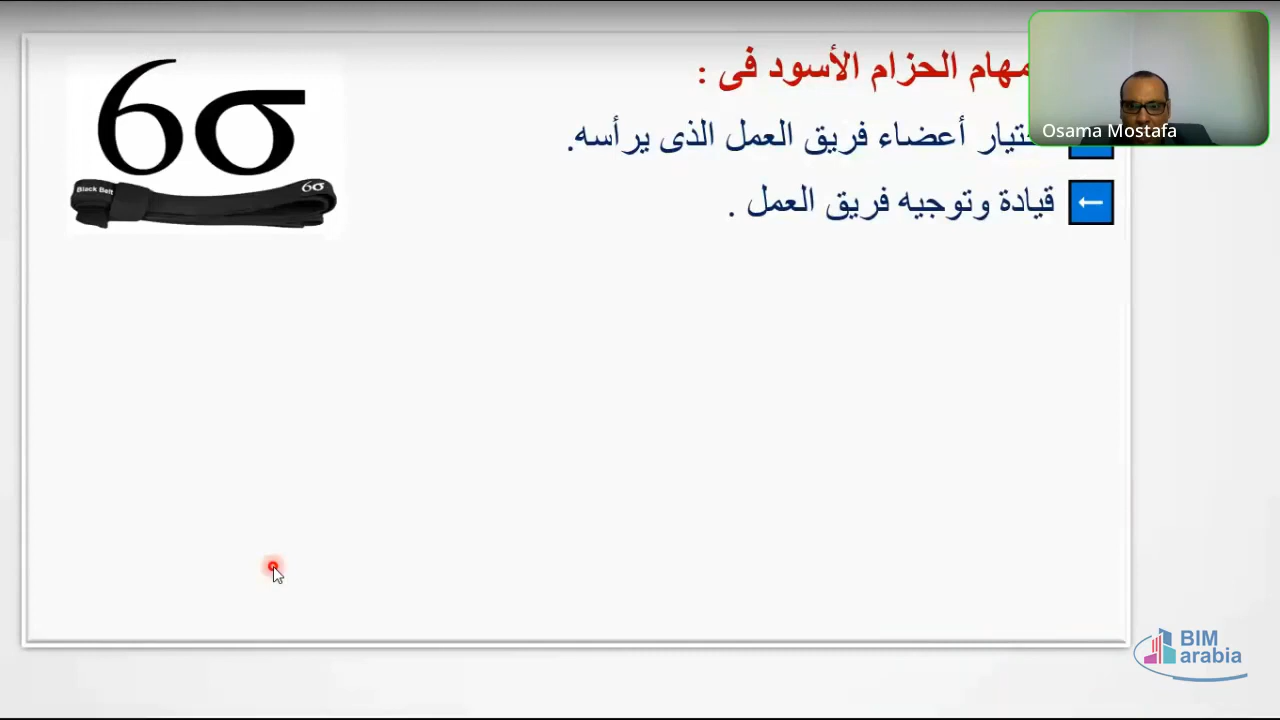 6σ
Black Belt 6σ
مهام الحزام الأسود فى :
أعضاء فريق العمل الذى يرأسه.
قيادة وتوجيه فريق العمل .
Osama Mostafa
BIM
arabia